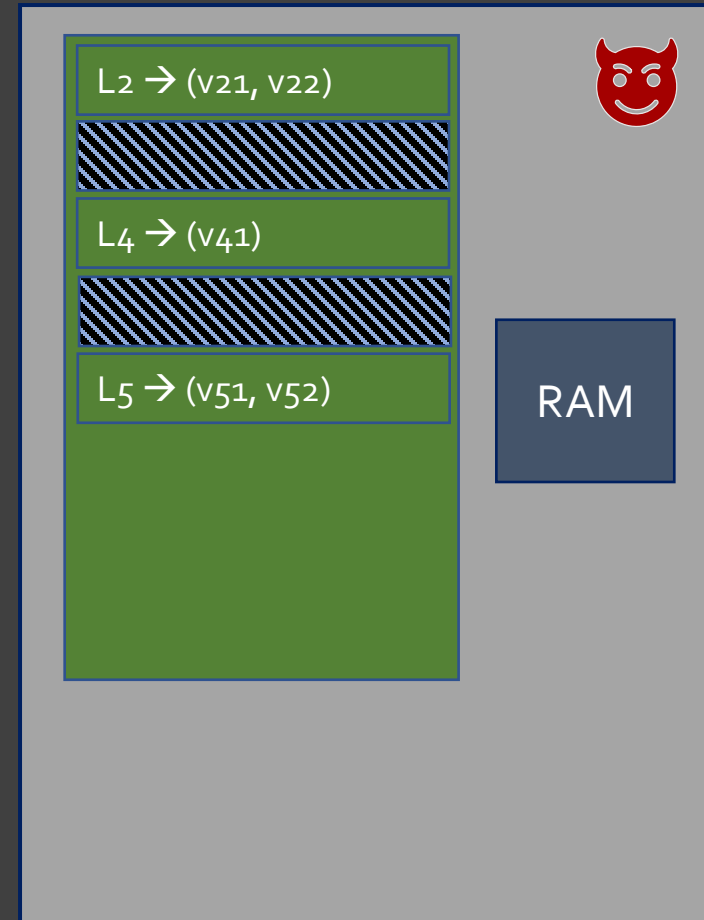 L2 → (v21, v22)
L4 → (v41)
L5 → (v51, v52)
RAM